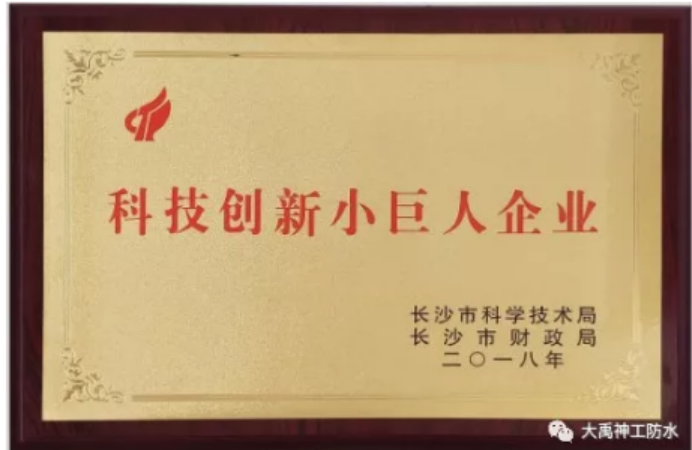 科技创新小巨人企业
长沙市科学技术局
长沙市财政局
二〇一八年
大禹神工防水